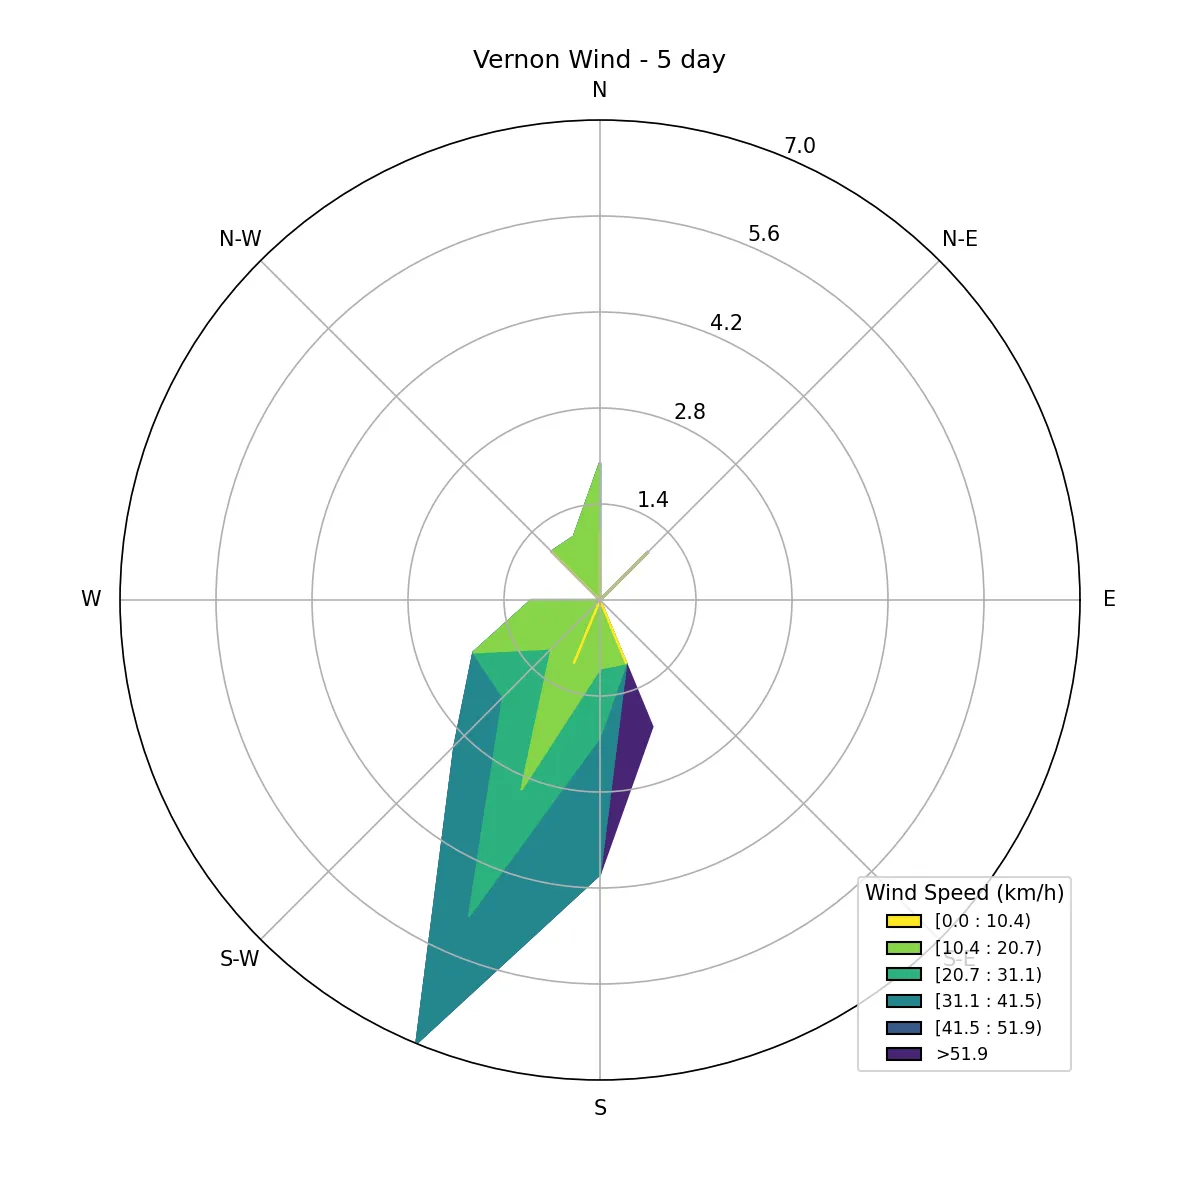 Vernon Wind - 5 day
N
7.0
5.6
N-W
N-E
4.2
2.8
1.4
W
E
S-W
S-E
Wind Speed (km/h)
[0.0 : 10.4)
[10.4 : 20.7)
[20.7 : 31.1)
[31.1 : 41.5)
[41.5 : 51.9)
>51.9
S